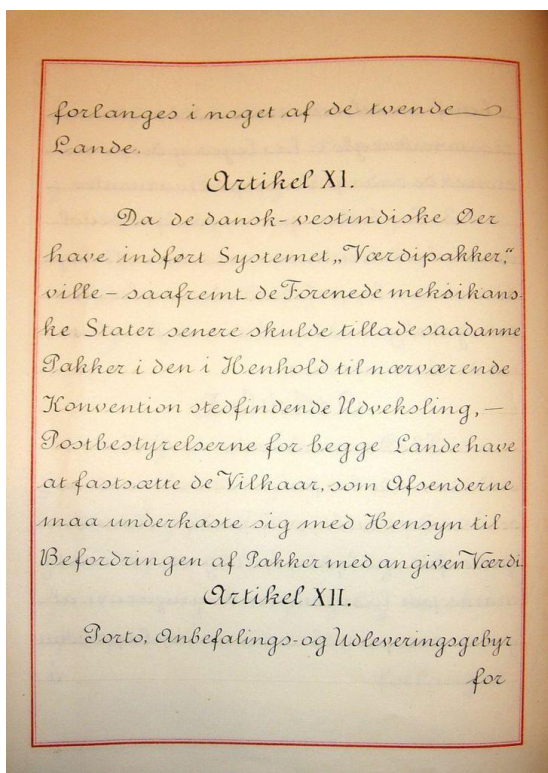 forlanges i noget af de tvende
Lande.
Artikel XI.
Da de dansk-vestindiske Øer
have indført Systemet „Værdipakker,“
ville – saafremt de Forenede meksikans-
ke Stater senere skulde tillade saadanne
Pakker i den i Henhold til nærværende
Konvention stedfindende Udveksling, –
Postbestyrelserne for begge Lande have
at fastsætte de Vilkaar, som Afsenderne
maa underkaste sig med Hensyn til
Befordringen af Pakker med angiven Værdi.
Artikel XII.
Porto, Anbefalings- og Udleveringsgebyr
for